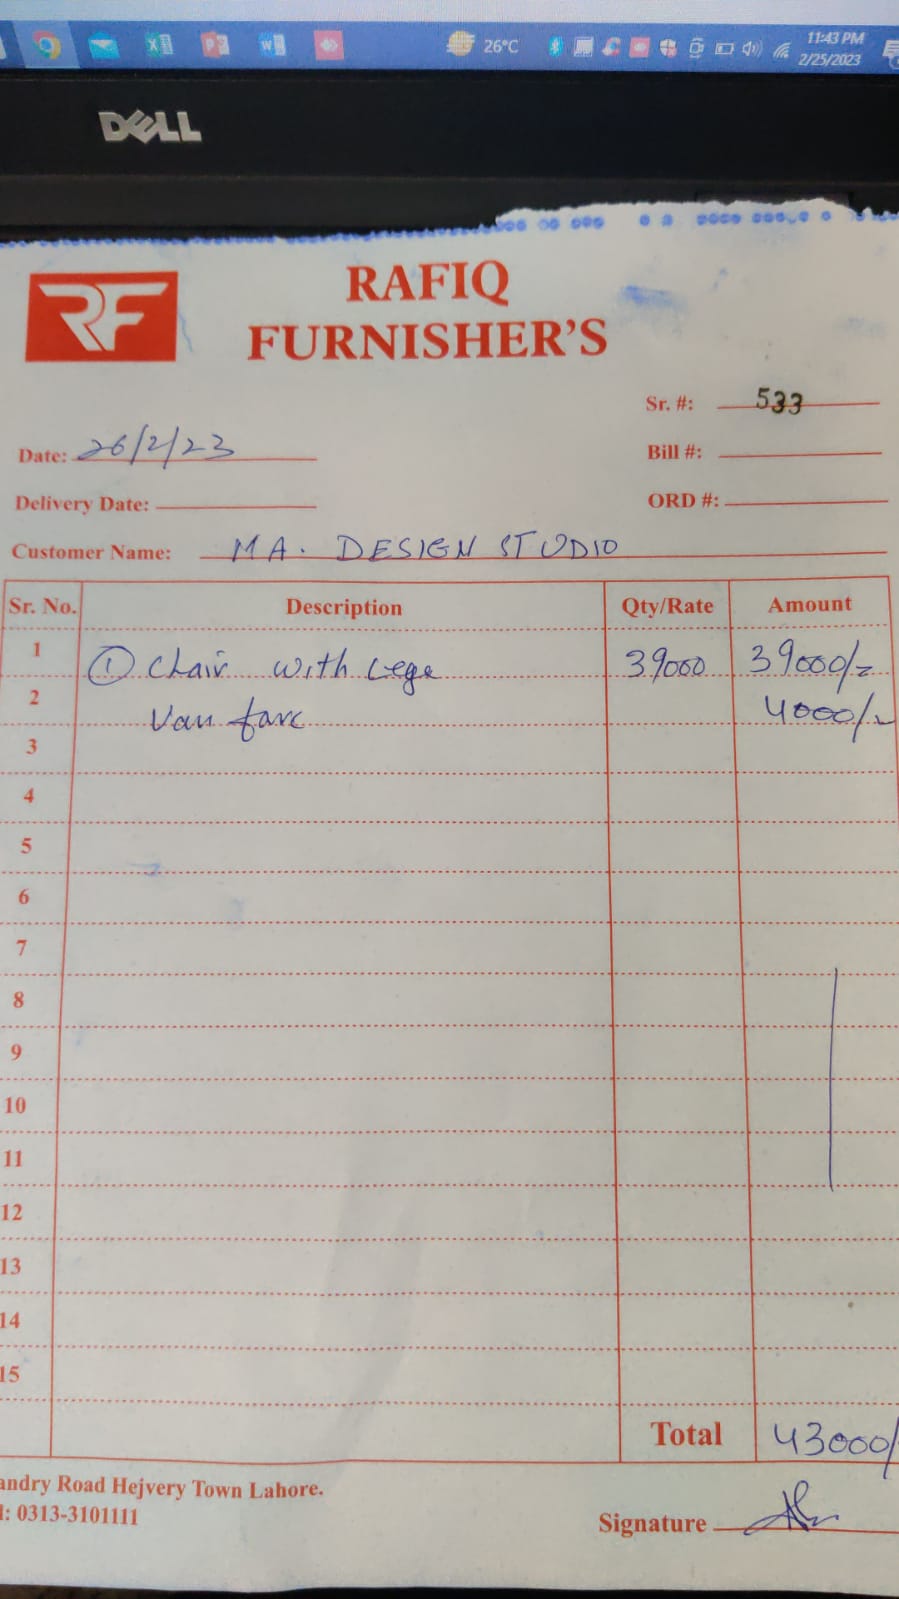 26°C
11:43 PM
2/25/2023
DELL
RF
RAFIQ
FURNISHER'S
Sr. #: 533
Date: 26/2/23
Bill #:
Delivery Date:
ORD #:
Customer Name: MA. DESIGN STUDIO
Sr. No. Description Qty/Rate Amount
1 ① Chair with Lege 39000 39000/=
2 Van fare 4000/=
3
4
5
6
7
8
9
10
11
12
13
14
15
Total 43000/
andry Road Hejvery Town Lahore.
l: 0313-3101111
Signature